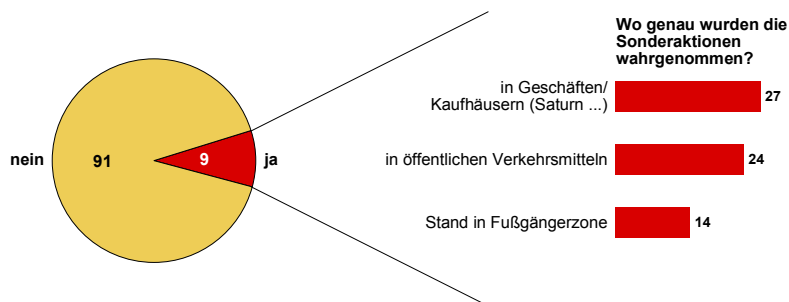 Wo genau wurden die
Sonderaktionen
wahrgenommen?
nein
91
9
ja
in Geschäften/
Kaufhäusern (Saturn ...)
27
in öffentlichen Verkehrsmitteln
24
Stand in Fußgängerzone
14